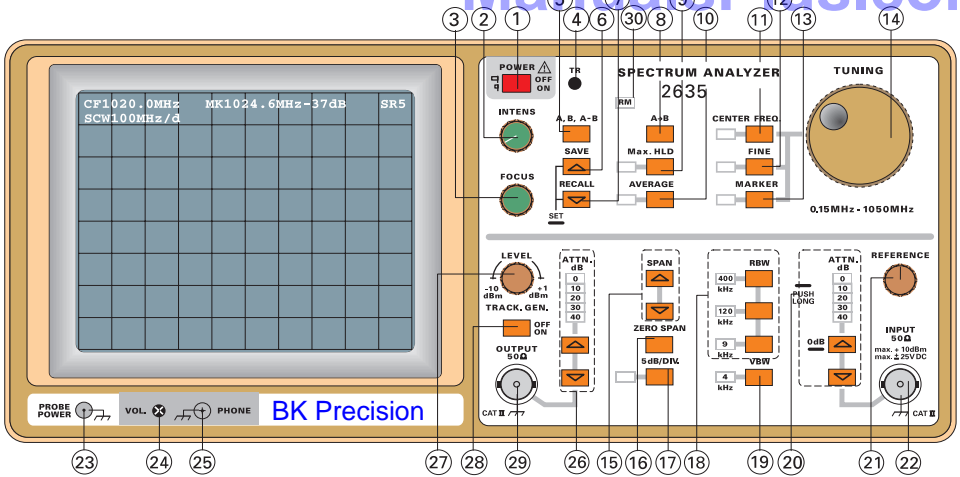 3 2 1 4 6 30 8 10 11 13 14
POWER OFF ON
TR
SPECTRUM ANALYZER
2635
TUNING
CF1020.0MHz MK1024.6MHz-37dB SR5
SCW100MHz/d
INTENS
RM
A, B, A-B
A→B
CENTER FREQ.
SAVE
Max. HLD
FINE
FOCUS
RECALL
AVERAGE
MARKER
SET
0.15MHz - 1050MHz
LEVEL
-10 dBm
+1 dBm
ATTN. dB
0
10
20
30
40
SPAN
RBW
400 kHz
120 kHz
9 kHz
ATTN. dB
0
10
20
30
40
REFERENCE
PUSH LONG
TRACK. GEN.
OFF ON
ZERO SPAN
0dB
INPUT
50Ω
max. + 10dBm
max. ± 25V DC
OUTPUT
50Ω
5dB/DIV.
4 kHz
VBW
CAT II
CAT II
PROBE POWER
VOL.
PHONE
BK Precision
23 24 25 27 28 29 26 15 16 17 18 19 20 21 22